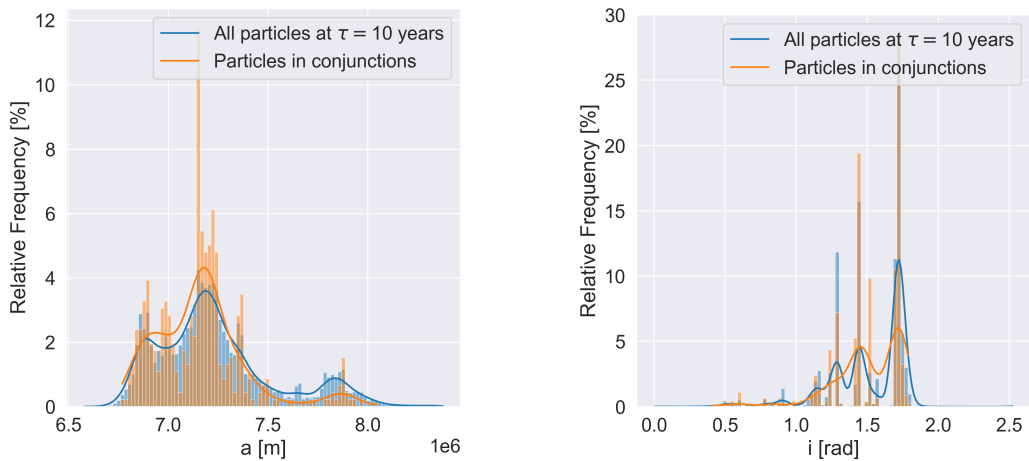 12
10
8
6
4
2
0
Relative Frequency [%]
All particles at τ = 10 years
Particles in conjunctions
6.5
7.0
7.5
8.0
1e6
a [m]
30
25
20
15
10
5
0
Relative Frequency [%]
All particles at τ = 10 years
Particles in conjunctions
0.0
0.5
1.0
1.5
2.0
2.5
i [rad]